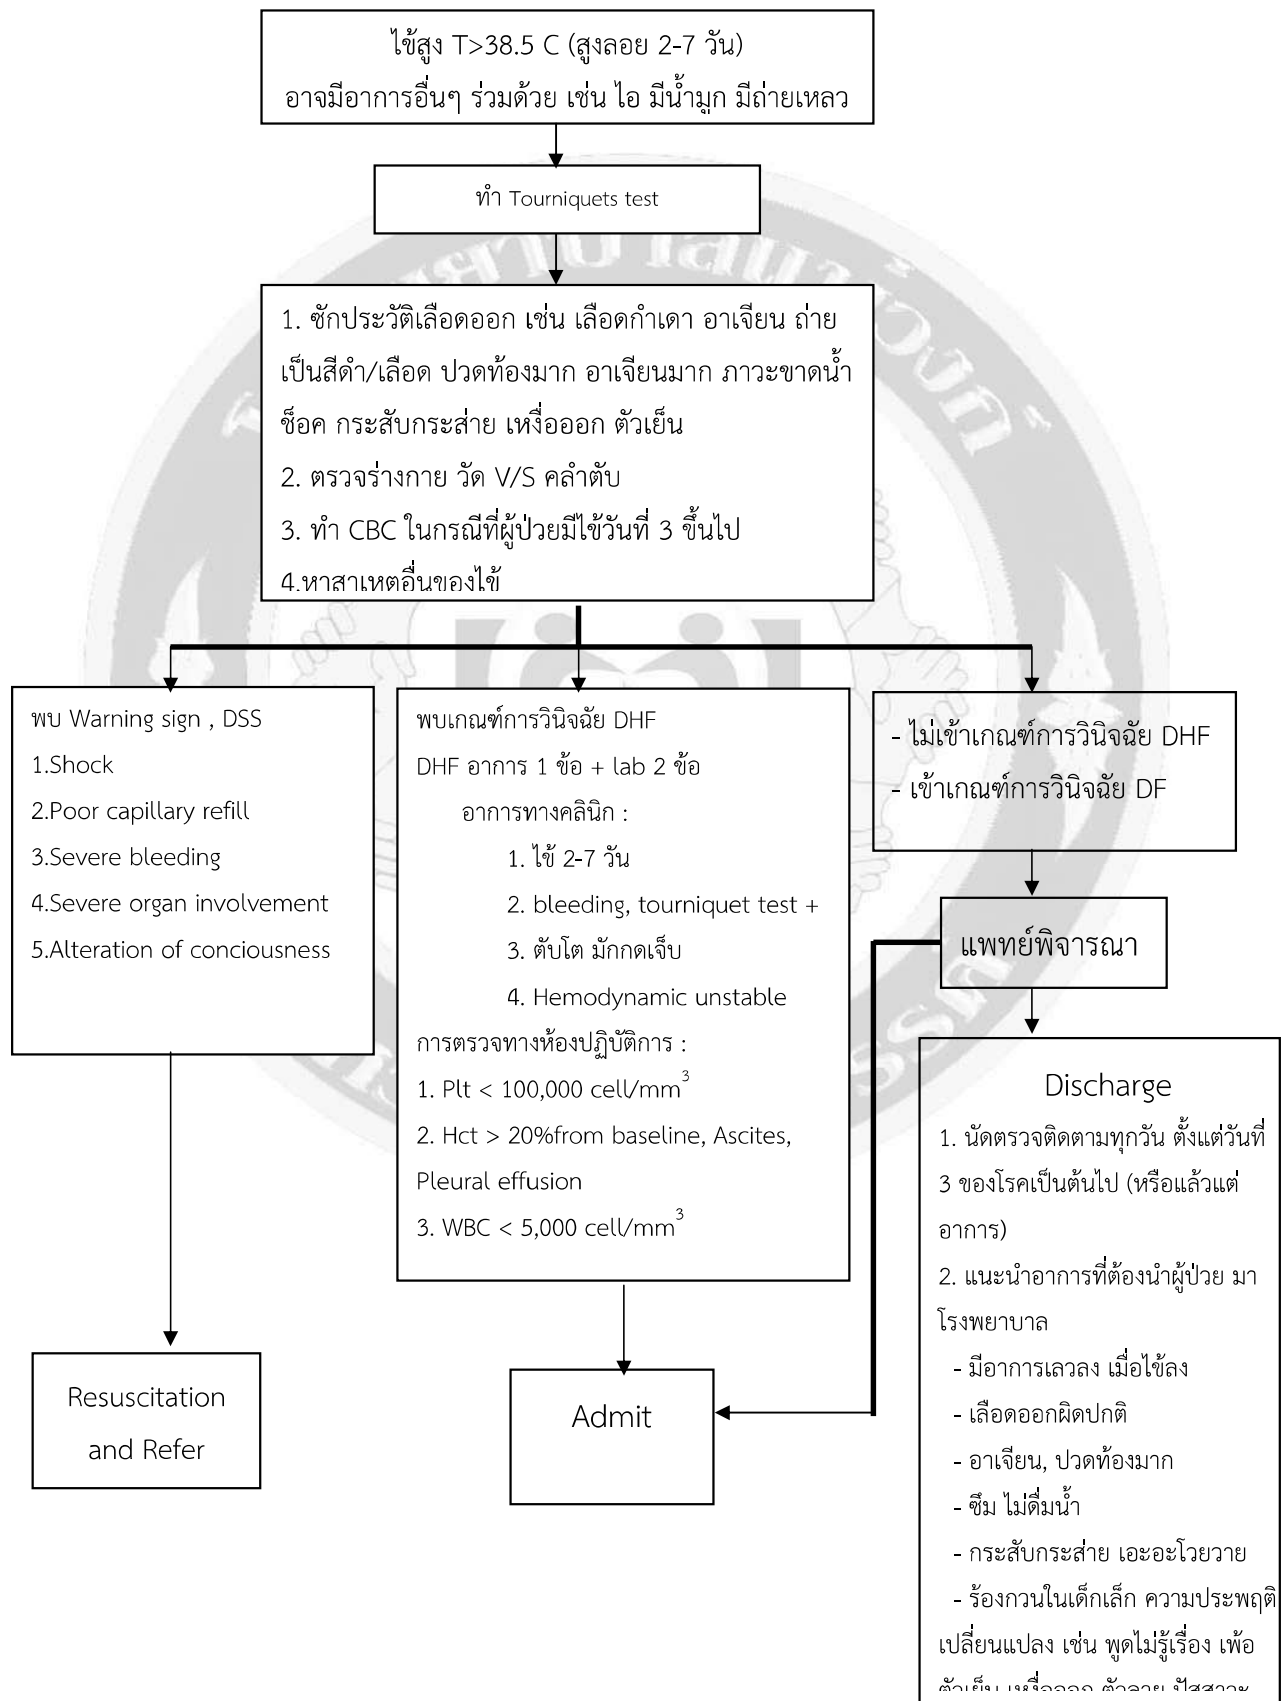 ไข้สูง T>38.5 C (สูงลอย 2-7 วัน)
อาจมีอาการอื่นๆ ร่วมด้วย เช่น ไอ มีน้ำมูก มีถ่ายเหลว
ทำ Tourniquets test
1. ซักประวัติเลือดออก เช่น เลือดกำเดา อาเจียน ถ่าย
เป็นสีดำ/เลือด ปวดท้องมาก อาเจียนมาก ภาวะขาดน้ำ
ช็อค กระสับกระส่าย เหงื่อออก ตัวเย็น
2. ตรวจร่างกาย วัด V/S คลำตับ
3. ทำ CBC ในกรณีที่ผู้ป่วยมีไข้วันที่ 3 ขึ้นไป
4.หาสาเหตุอื่นของไข้
พบ Warning sign , DSS
1.Shock
2.Poor capillary refill
3.Severe bleeding
4.Severe organ involvement
5.Alteration of conciousness
พบเกณฑ์การวินิจฉัย DHF
DHF อาการ 1 ข้อ + lab 2 ข้อ
อาการทางคลินิก :
1. ไข้ 2-7 วัน
2. bleeding, tourniquet test +
3. ตับโต มักกดเจ็บ
4. Hemodynamic unstable
การตรวจทางห้องปฏิบัติการ :
1. Plt < 100,000 cell/mm³
2. Hct > 20%from baseline, Ascites,
Pleural effusion
3. WBC < 5,000 cell/mm³
- ไม่เข้าเกณฑ์การวินิจฉัย DHF
- เข้าเกณฑ์การวินิจฉัย DF
แพทย์พิจารณา
Discharge
1. นัดตรวจติดตามทุกวัน ตั้งแต่วันที่
3 ของโรคเป็นต้นไป (หรือแล้วแต่
อาการ)
2. แนะนำอาการที่ต้องนำผู้ป่วย มา
โรงพยาบาล
- มีอาการเลวลง เมื่อไข้ลง
- เลือดออกผิดปกติ
- อาเจียน, ปวดท้องมาก
- ซึม ไม่ดื่มน้ำ
- กระสับกระส่าย เอะอะโวยวาย
- ร้องกวนในเด็กเล็ก ความประพฤติ
เปลี่ยนแปลง เช่น พูดไม่รู้เรื่อง เพ้อ
ตัวเย็น เหงื่อออก ตัวลาย ปัสสาวะ
Resuscitation
and Refer
Admit